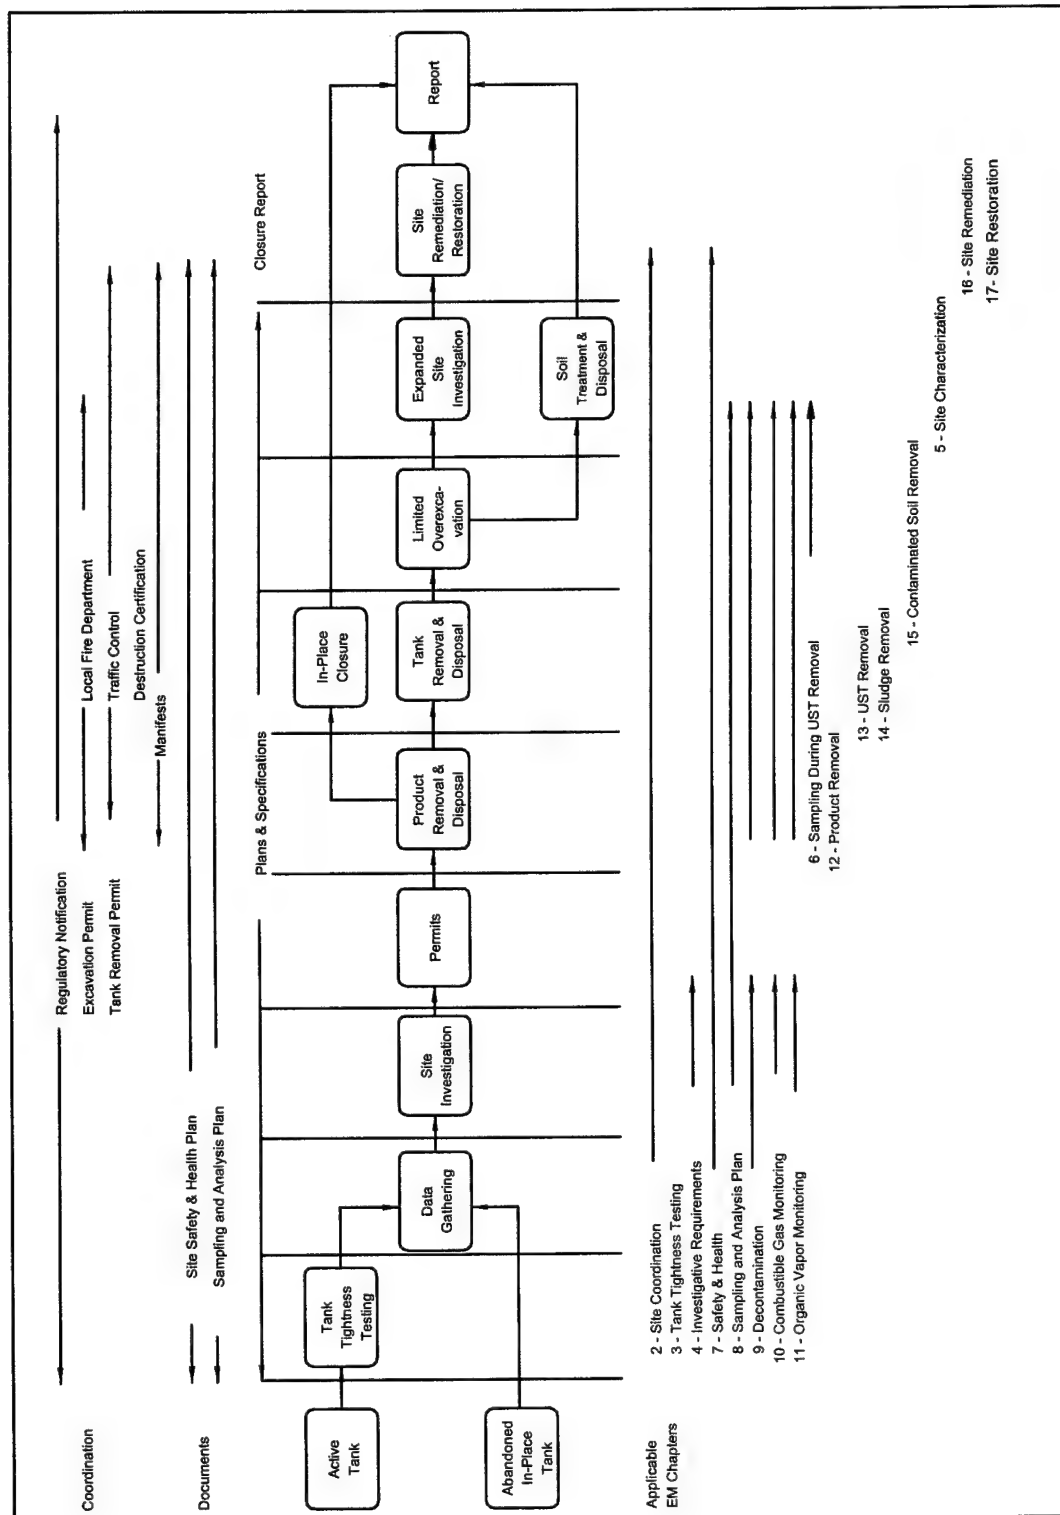 Coordination
Regulatory Notification
Excavation Permit
Local Fire Department
Tank Removal Permit
Traffic Control
Destruction Certification
Manifests
Documents
Site Safety & Health Plan
Sampling and Analysis Plan
Plans & Specifications
Closure Report
Active
Tank
Tank
Tightness
Testing
In-Place
Closure
Abandoned
In-Place
Tank
Data
Gathering
Site
Investigation
Permits
Product
Removal &
Disposal
Tank
Removal &
Disposal
Limited
Overexca-
vation
Expanded
Site
Investigation
Site
Remediation/
Restoration
Report
Soil
Treatment &
Disposal
Applicable
EM Chapters
2 - Site Coordination
3 - Tank Tightness Testing
4 - Investigative Requirements
7 - Safety & Health
8 - Sampling and Analysis Plan
9 - Decontamination
10 - Combustible Gas Monitoring
11 - Organic Vapor Monitoring
6 - Sampling During UST Removal
12 - Product Removal
13 - UST Removal
14 - Sludge Removal
15 - Contaminated Soil Removal
5 - Site Characterization
16 - Site Remediation
17- Site Restoration